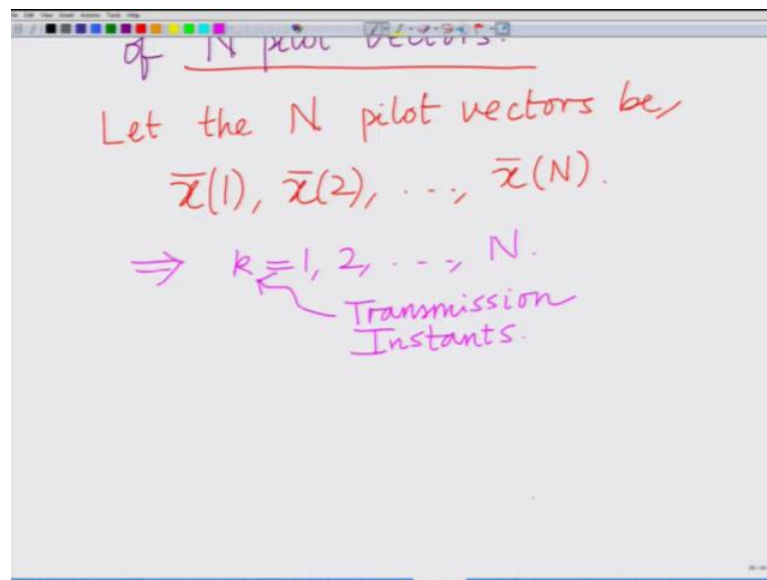 of N pilot vectors.
Let the N pilot vectors be,
x̄(1), x̄(2), ..., x̄(N).
⇒ k = 1, 2, ..., N.
Transmission
Instants.